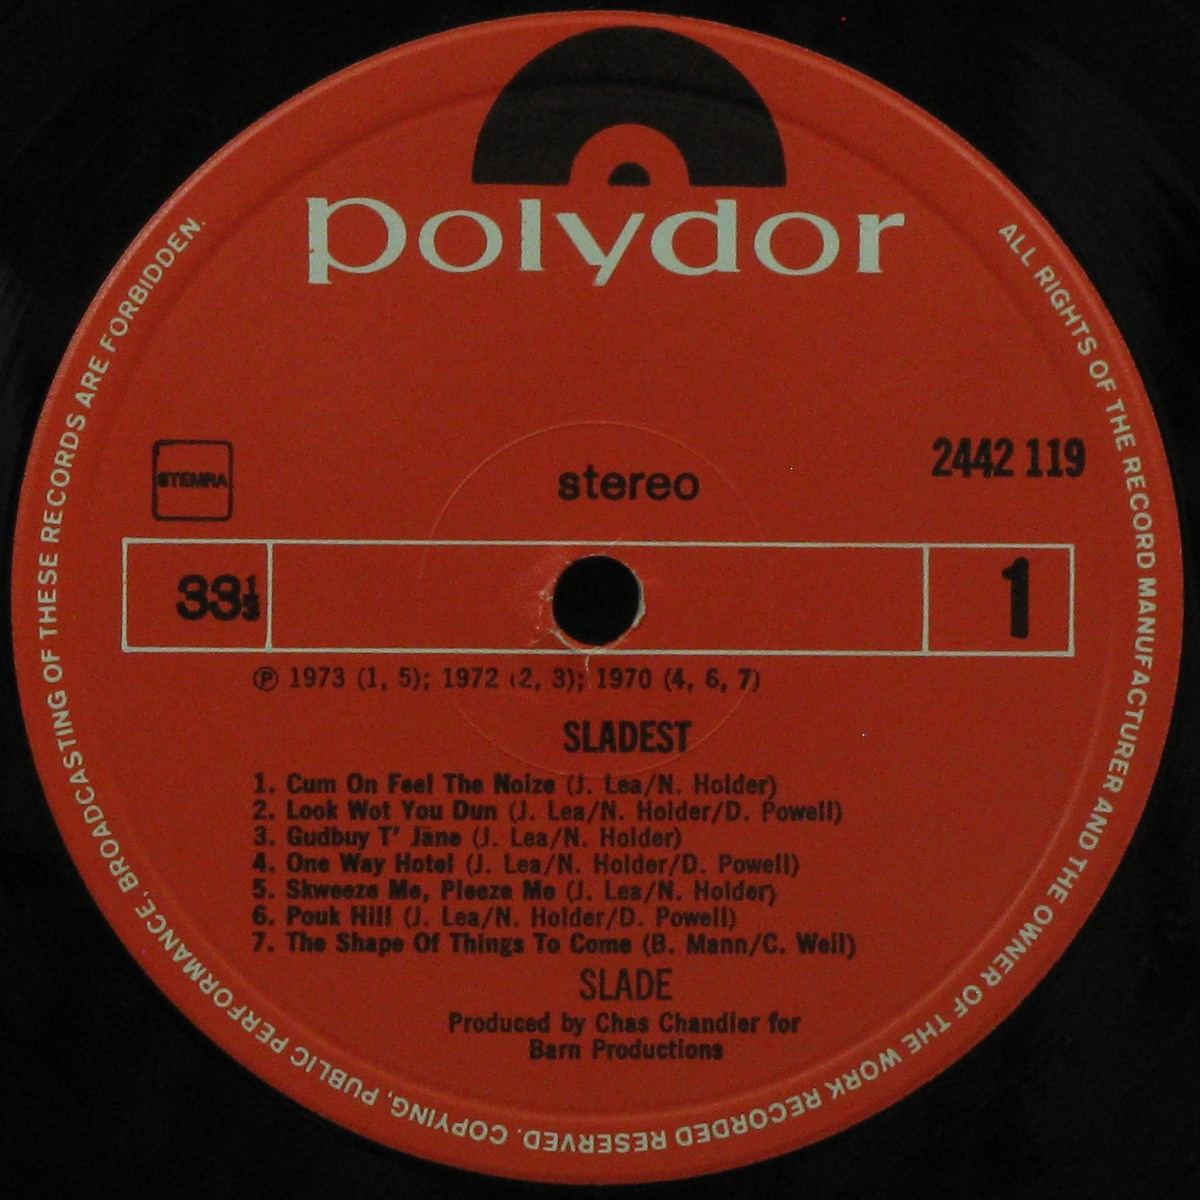 polydor
ALL RIGHTS OF THE RECORD MANUFACTURER AND THE OWNER OF THE WORK RECORDED RESERVED. COPYING, PUBLIC PERFORMANCE, BROADCASTING OF THESE RECORDS ARE FORBIDDEN.
2442 119
STEMRA
stereo
33⅓
1
℗ 1973 (1, 5); 1972 (2, 3); 1970 (4, 6, 7)
SLADEST
1. Cum On Feel The Noize (J. Lea/N. Holder)
2. Look Wot You Dun (J. Lea/N. Holder/D. Powell)
3. Gudbuy T' Jane (J. Lea/N. Holder)
4. One Way Hotel (J. Lea/N. Holder/D. Powell)
5. Skweeze Me, Pleeze Me (J. Lea/N. Holder)
6. Pouk Hill (J. Lea/N. Holder/D. Powell)
7. The Shape Of Things To Come (B. Mann/C. Weil)
SLADE
Produced by Chas Chandler for
Barn Productions